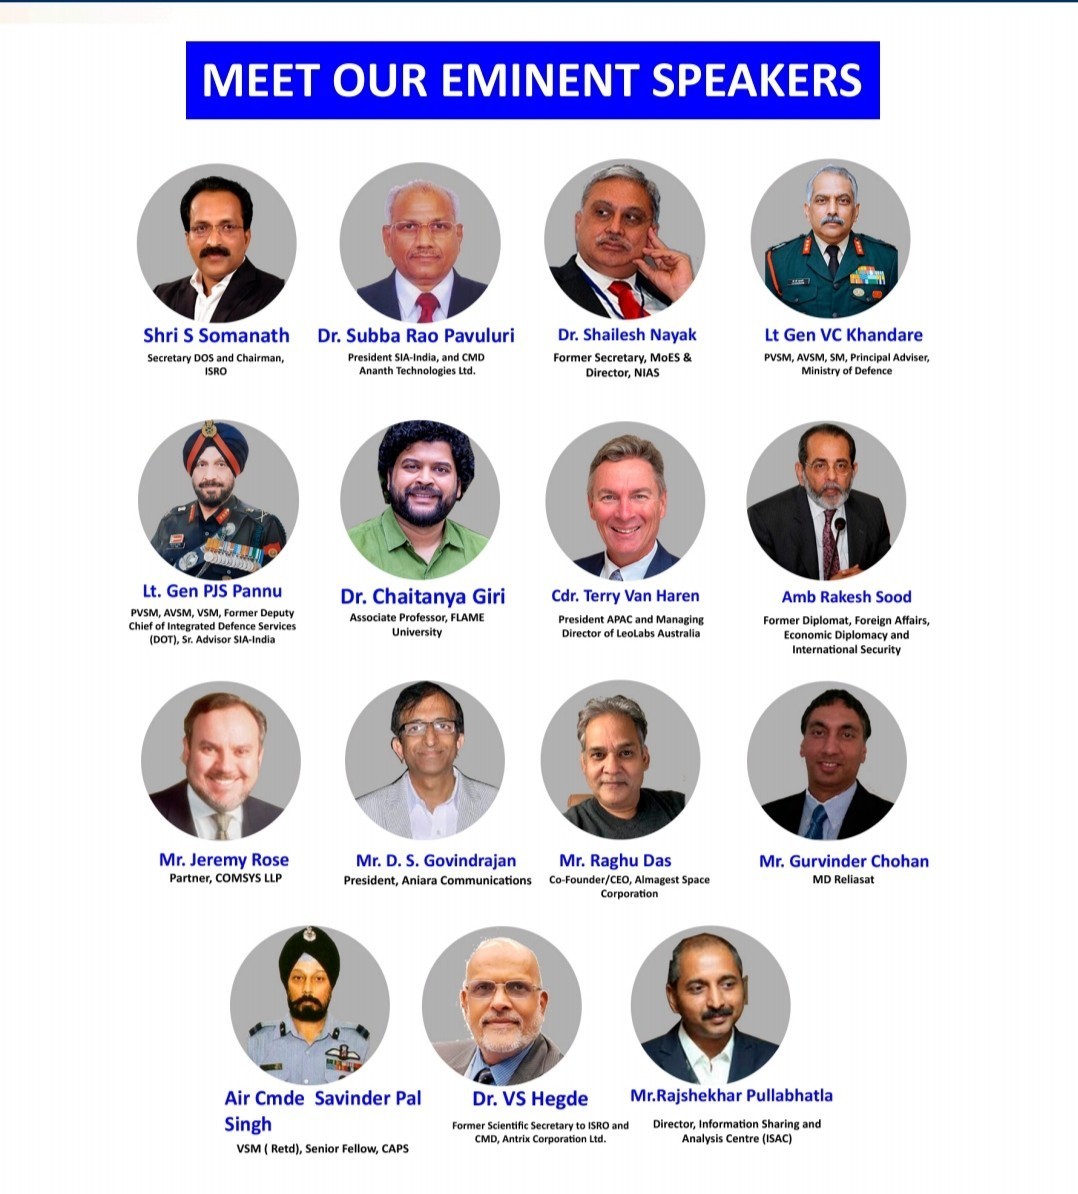 MEET OUR EMINENT SPEAKERS
Shri S Somanath
Secretary DOS and Chairman,
ISRO
Dr. Subba Rao Pavuluri
President SIA-India, and CMD
Ananth Technologies Ltd.
Dr. Shailesh Nayak
Former Secretary, MoES &
Director, NIAS
Lt Gen VC Khandare
PVSM, AVSM, SM, Principal Adviser,
Ministry of Defence
Lt. Gen PJS Pannu
PVSM, AVSM, VSM, Former Deputy
Chief of Integrated Defence Services
(DOT), Sr. Advisor SIA-India
Dr. Chaitanya Giri
Associate Professor, FLAME
University
Cdr. Terry Van Haren
President APAC and Managing
Director of LeoLabs Australia
Amb Rakesh Sood
Former Diplomat, Foreign Affairs,
Economic Diplomacy and
International Security
Mr. Jeremy Rose
Partner, COMSYS LLP
Mr. D. S. Govindrajan
President, Aniara Communications
Mr. Raghu Das
Co-Founder/CEO, Almagest Space
Corporation
Mr. Gurvinder Chohan
MD Reliasat
Air Cmde Savinder Pal
Singh
VSM ( Retd), Senior Fellow, CAPS
Dr. VS Hegde
Former Scientific Secretary to ISRO and
CMD, Antrix Corporation Ltd.
Mr.Rajshekhar Pullabhatla
Director, Information Sharing and
Analysis Centre (ISAC)